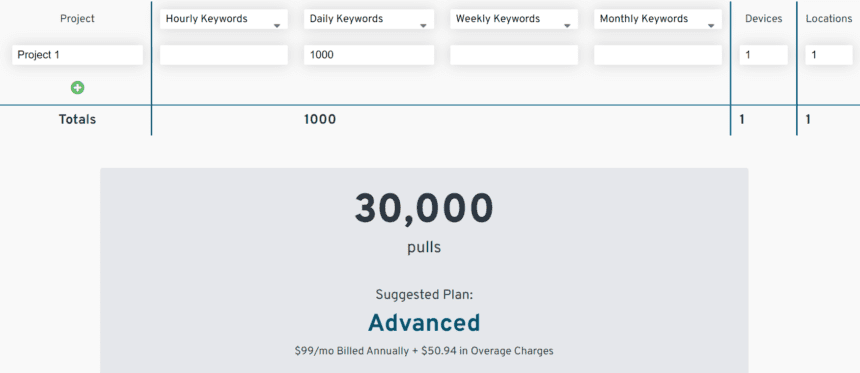 Project Hourly Keywords Daily Keywords Weekly Keywords Monthly Keywords Devices Locations
Project 1 1000 1 1
Totals 1000 1 1
30,000
pulls
Suggested Plan:
Advanced
$99/mo Billed Annually + $50.94 in Overage Charges